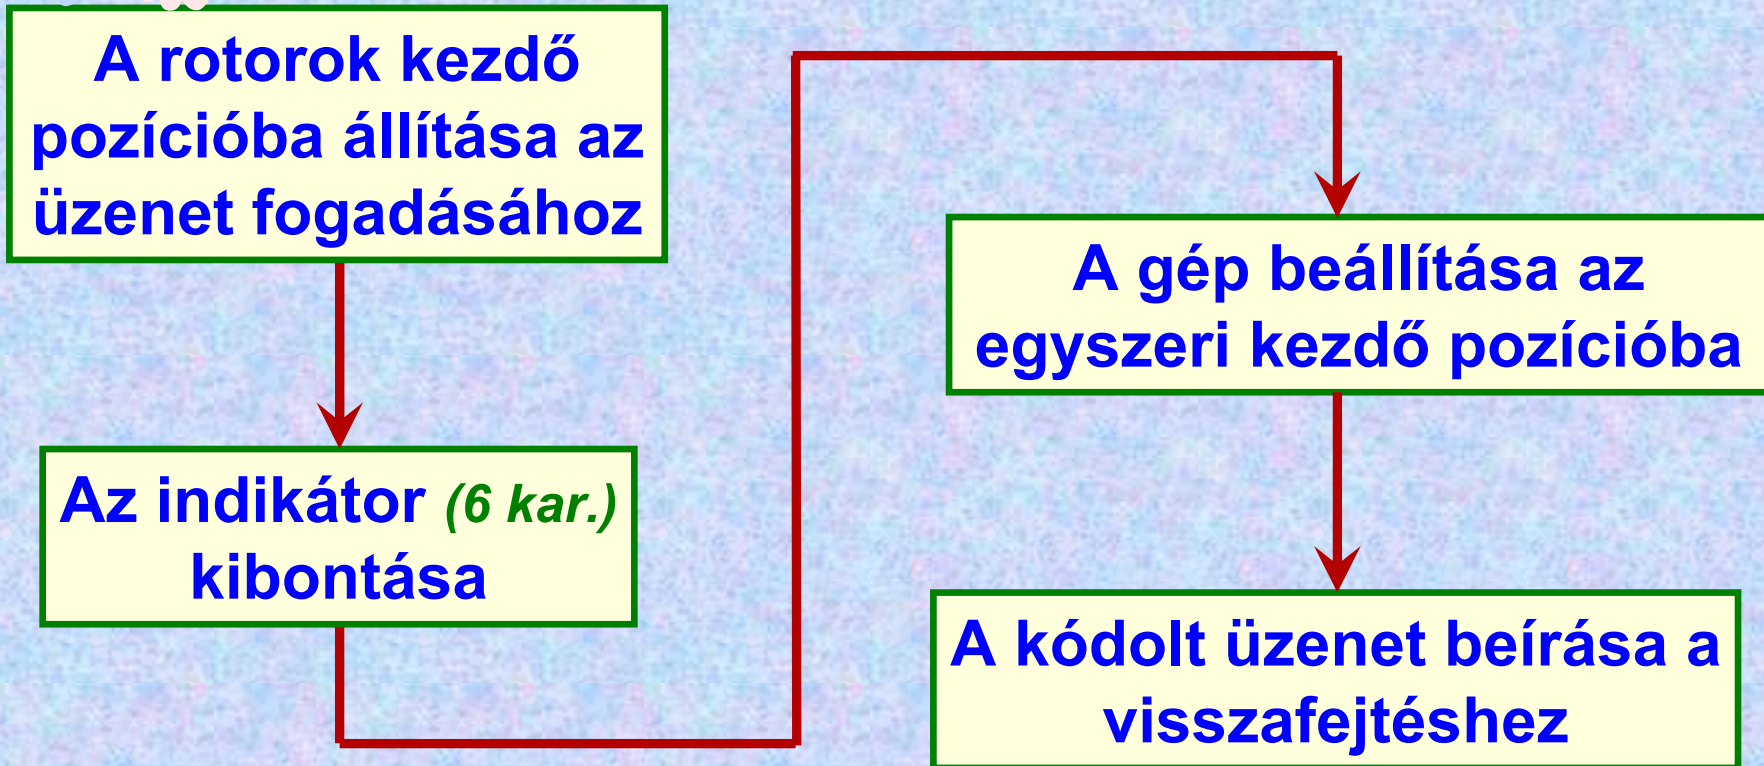 A rotorok kezdő
pozícióba állítása az
üzenet fogadásához
Az indikátor (6 kar.)
kibontása
A gép beállítása az
egyszeri kezdő pozícióba
A kódolt üzenet beírása a
visszafejtéshez